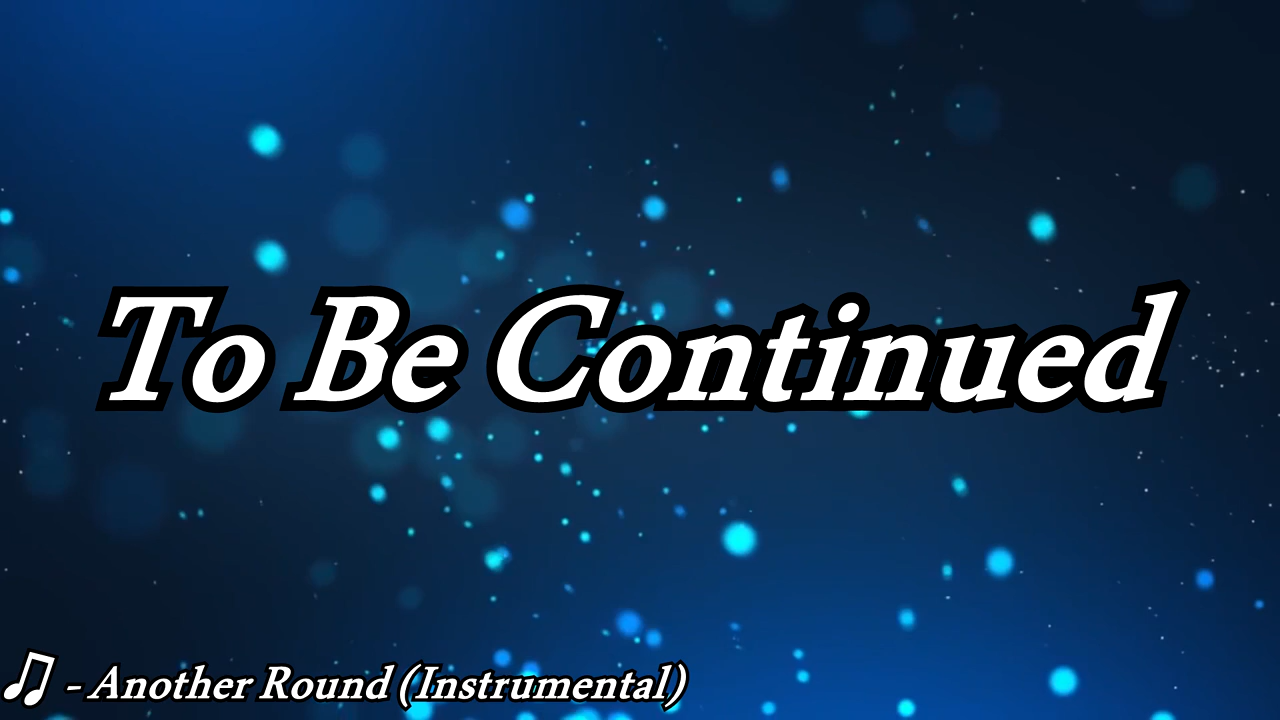 To Be Continued
♫ - Another Round (Instrumental)